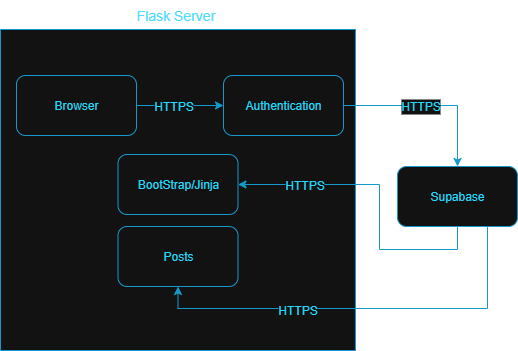 Flask Server
Browser
HTTPS
Authentication
HTTPS
BootStrap/Jinja
HTTPS
Supabase
Posts
HTTPS